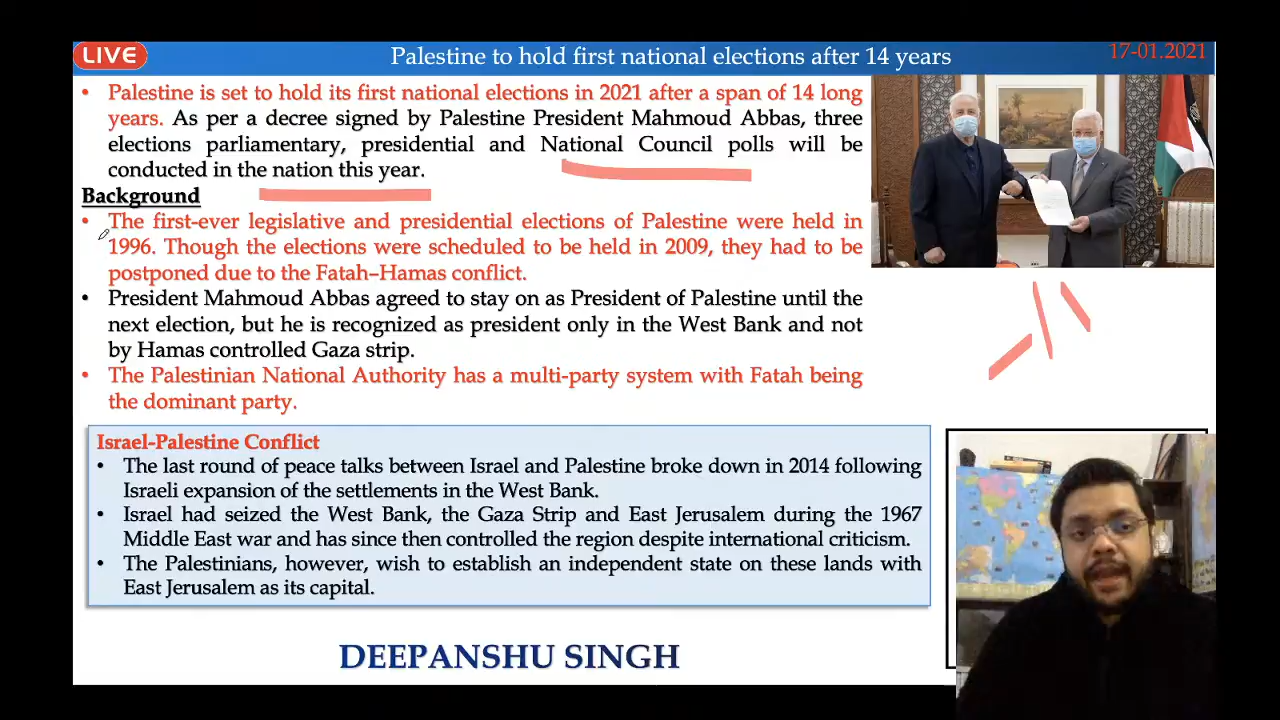 LIVE
Palestine to hold first national elections after 14 years
17-01.2021
• Palestine is set to hold its first national elections in 2021 after a span of 14 long
years. As per a decree signed by Palestine President Mahmoud Abbas, three
elections parliamentary, presidential and National Council polls will be
conducted in the nation this year.
Background
• The first-ever legislative and presidential elections of Palestine were held in
1996. Though the elections were scheduled to be held in 2009, they had to be
postponed due to the Fatah–Hamas conflict.
• President Mahmoud Abbas agreed to stay on as President of Palestine until the
next election, but he is recognized as president only in the West Bank and not
by Hamas controlled Gaza strip.
• The Palestinian National Authority has a multi-party system with Fatah being
the dominant party.
Israel-Palestine Conflict
• The last round of peace talks between Israel and Palestine broke down in 2014 following
Israeli expansion of the settlements in the West Bank.
• Israel had seized the West Bank, the Gaza Strip and East Jerusalem during the 1967
Middle East war and has since then controlled the region despite international criticism.
• The Palestinians, however, wish to establish an independent state on these lands with
East Jerusalem as its capital.
DEEPANSHU SINGH